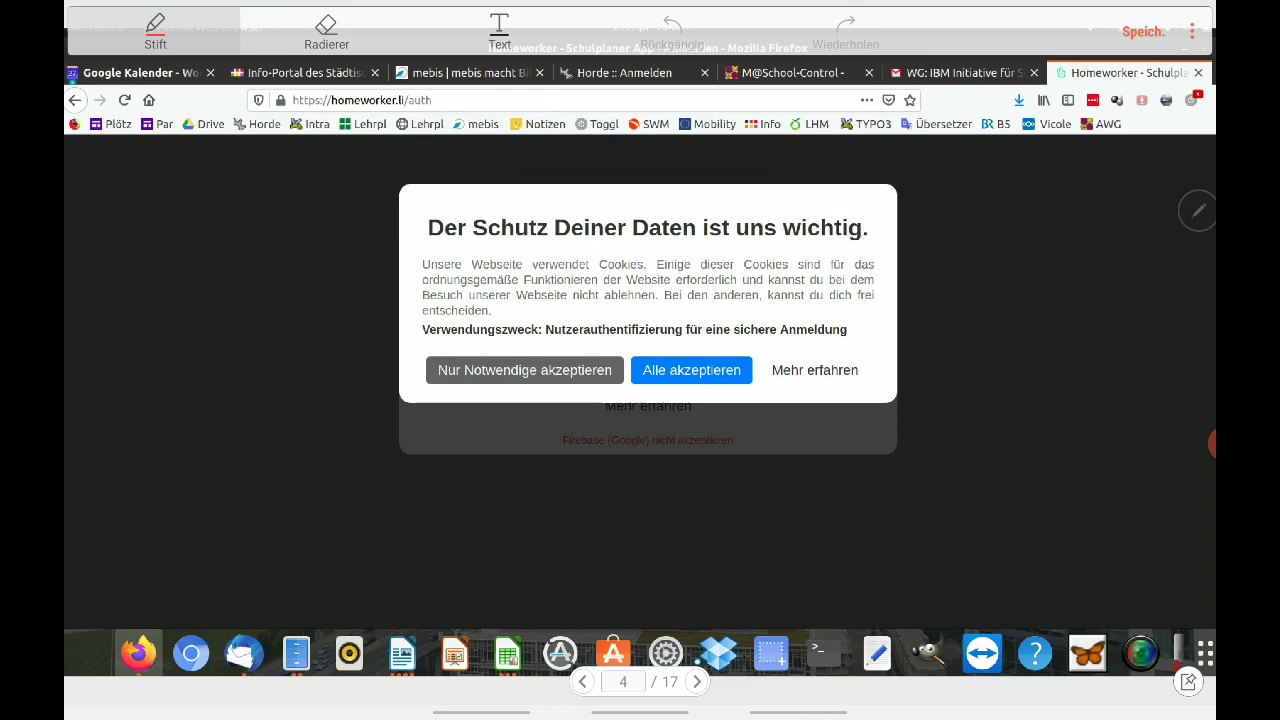 Stift
Radierer
Text
Rückgängig
Wiederholen
Speich.
Homeworker - Schulplaner App - Anmelden - Mozilla Firefox
Google Kalender - Wo
Info-Portal des Städtis
mebis | mebis macht Bi
Horde :: Anmelden
M@School-Control -
WG: IBM Initiative für S
Homeworker - Schulpla
https://homeworker.li/auth
Plötz
Par
Drive
Horde
Intra
Lehrpl
Lehrpl
mebis
Notizen
Toggl
SWM
Mobility
Info
LHM
TYPO3
Übersetzer
BR B5
Vicole
AWG
Der Schutz Deiner Daten ist uns wichtig.
Unsere Webseite verwendet Cookies. Einige dieser Cookies sind für das
ordnungsgemäße Funktionieren der Website erforderlich und kannst du bei dem
Besuch unserer Webseite nicht ablehnen. Bei den anderen, kannst du dich frei
entscheiden.
Verwendungszweck: Nutzerauthentifizierung für eine sichere Anmeldung
Nur Notwendige akzeptieren
Alle akzeptieren
Mehr erfahren
Mehr erfahren
Firebase (Google) nicht akzeptieren
4 / 17